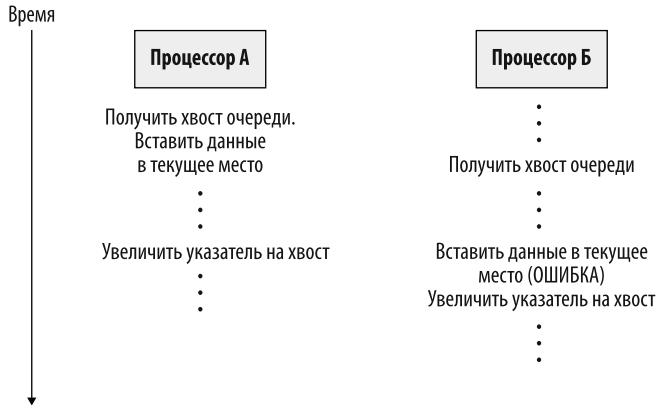 Время
Процессор А
Процессор Б
Получить хвост очереди.
Вставить данные
в текущее место
Получить хвост очереди
Увеличить указатель на хвост
Вставить данные в текущее
место (ОШИБКА)
Увеличить указатель на хвост